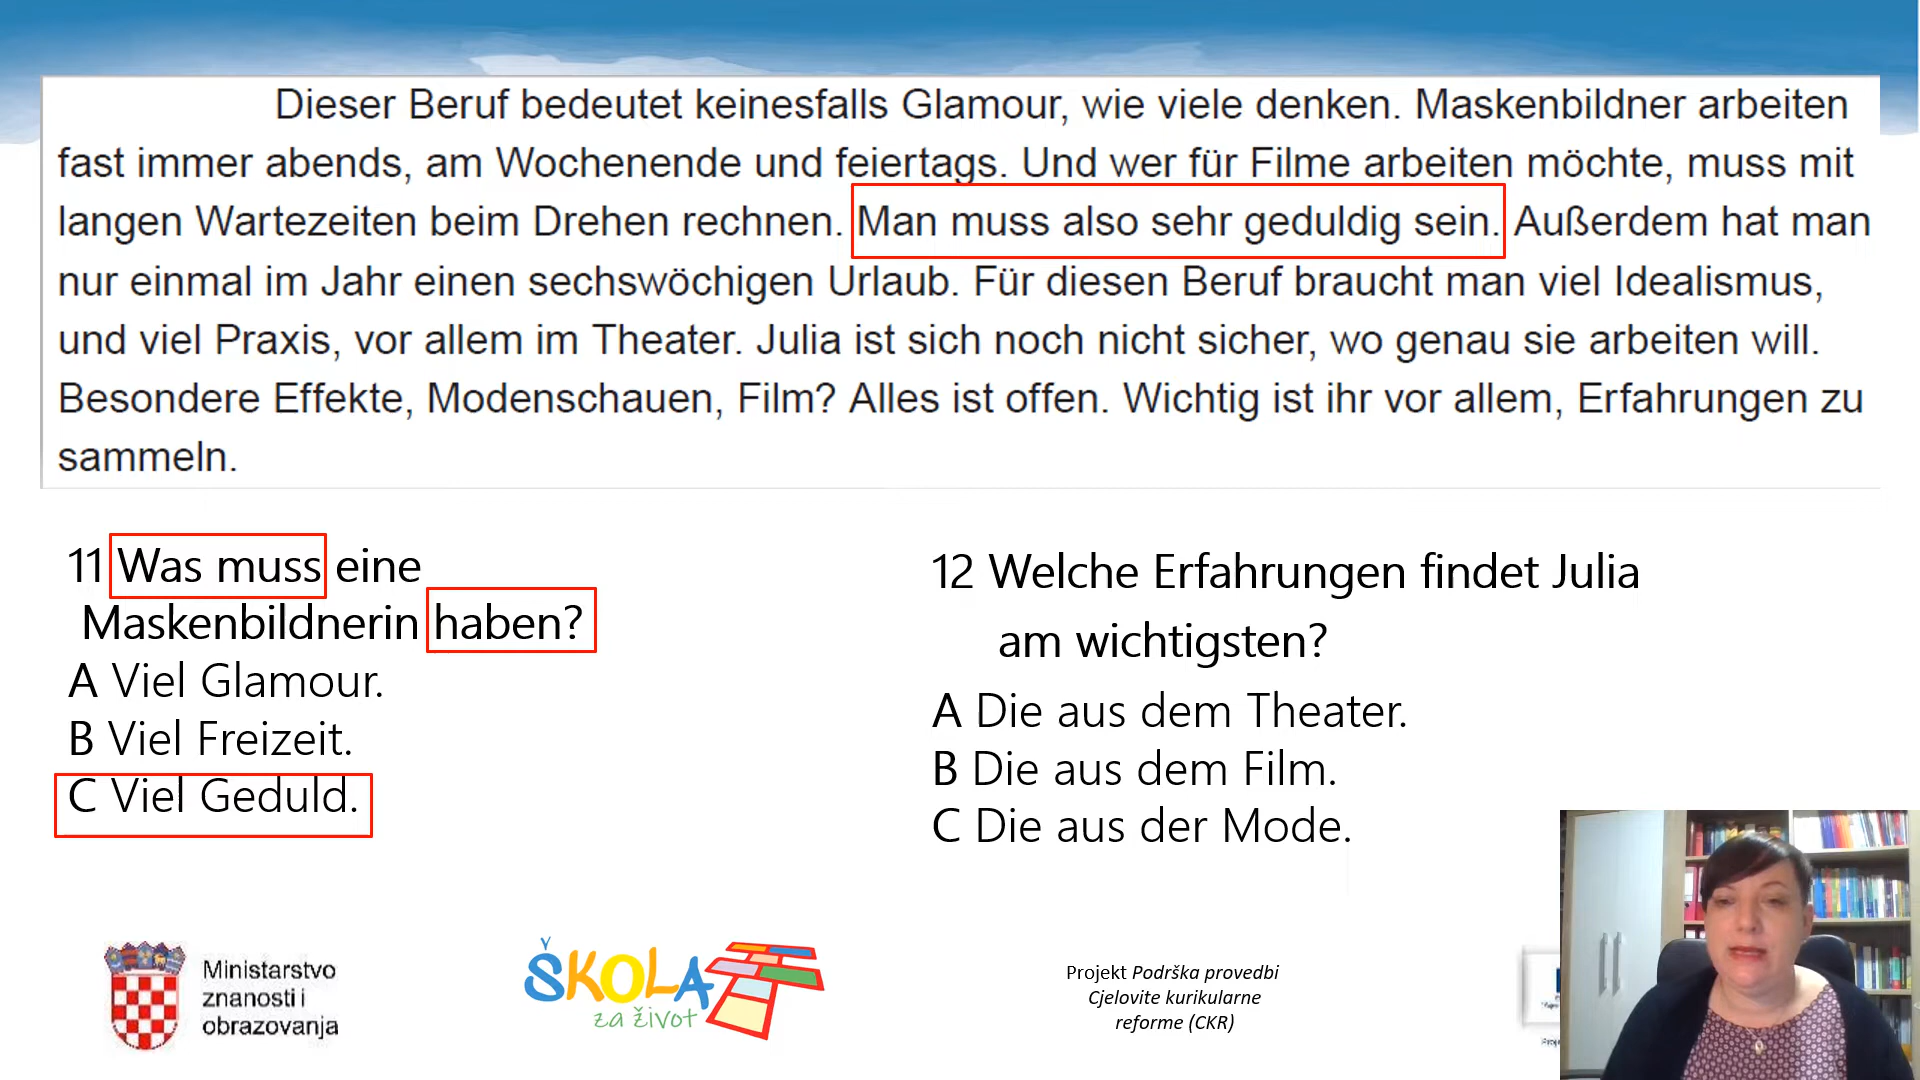 Dieser Beruf bedeutet keinesfalls Glamour, wie viele denken. Maskenbildner arbeiten
fast immer abends, am Wochenende und feiertags. Und wer für Filme arbeiten möchte, muss mit
langen Wartezeiten beim Drehen rechnen. Man muss also sehr geduldig sein. Außerdem hat man
nur einmal im Jahr einen sechswöchigen Urlaub. Für diesen Beruf braucht man viel Idealismus,
und viel Praxis, vor allem im Theater. Julia ist sich noch nicht sicher, wo genau sie arbeiten will.
Besondere Effekte, Modenschauen, Film? Alles ist offen. Wichtig ist ihr vor allem, Erfahrungen zu
sammeln.
11 Was muss eine
Maskenbildnerin haben?
A Viel Glamour.
B Viel Freizeit.
C Viel Geduld.
12 Welche Erfahrungen findet Julia
am wichtigsten?
A Die aus dem Theater.
B Die aus dem Film.
C Die aus der Mode.
Ministarstvo
znanosti i
obrazovanja
ŠKOLA
za život
Projekt Podrška provedbi
Cjelovite kurikularne
reforme (CKR)